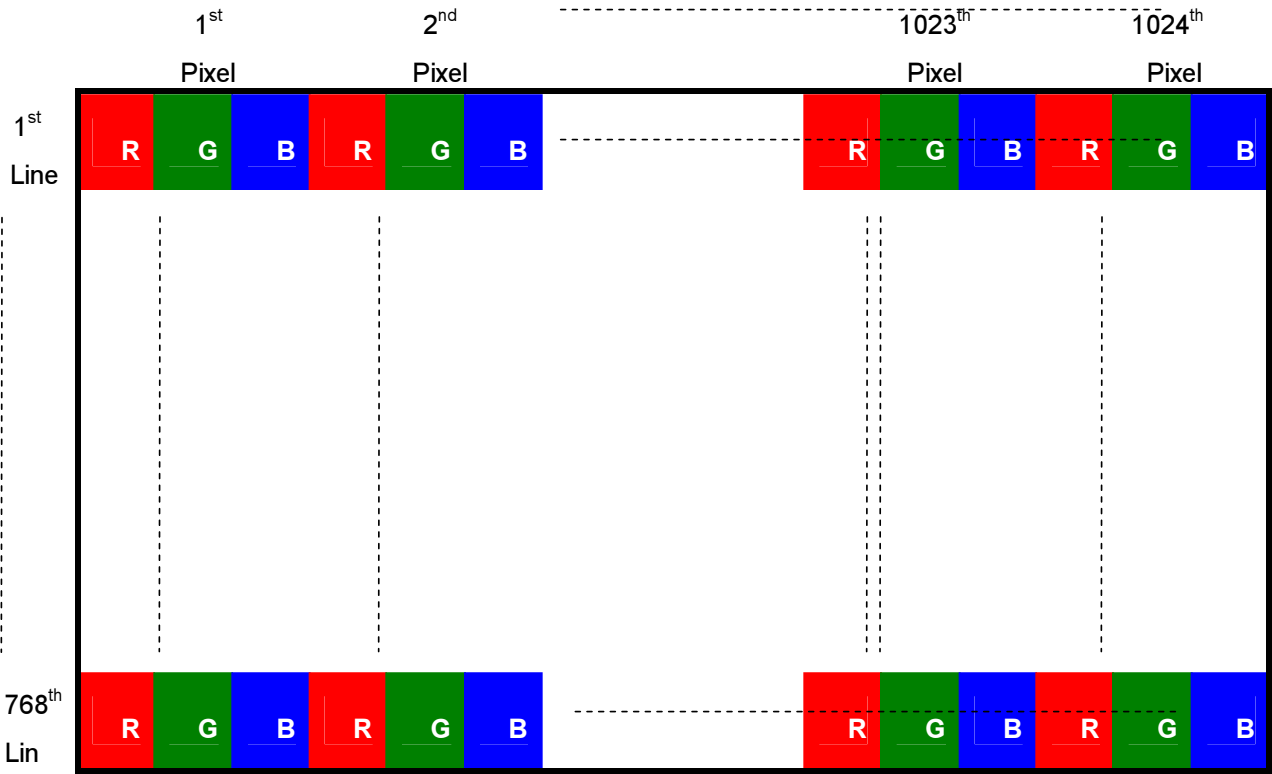 1st 2nd 1023th 1024th
Pixel Pixel Pixel Pixel
1st
Line
R G B R G B R G B R G B
768th
Lin
R G B R G B R G B R G B